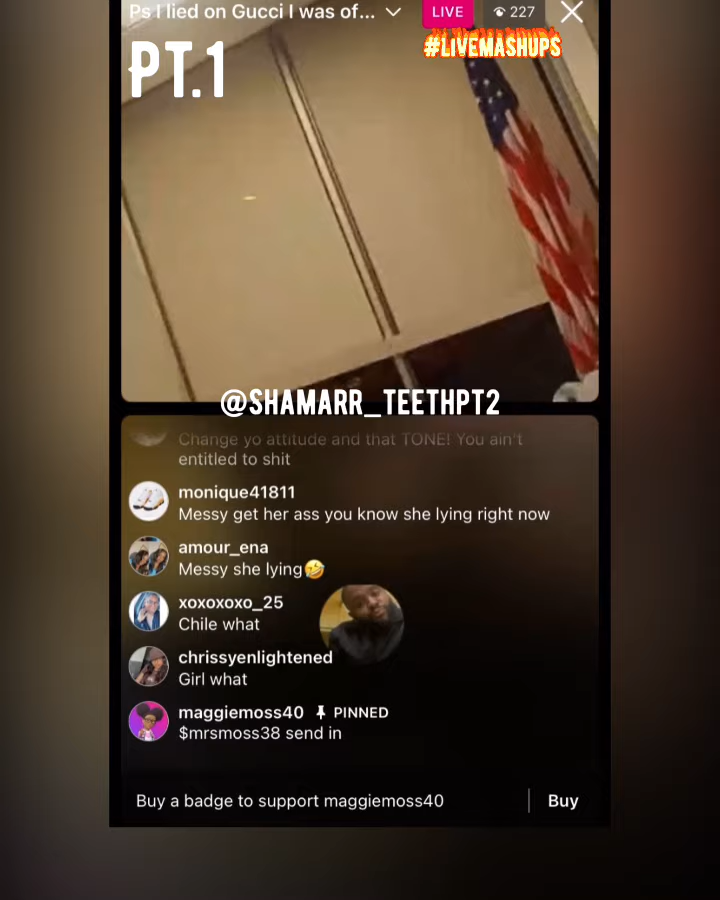 Ps I lied on Gucci I was of...
LIVE
227
#LIVEMASHUPS
PT.1
@SHAMARR_TEETHPT2
Change yo attitude and that TONE! You ain't
entitled to shit
monique41811
Messy get her ass you know she lying right now
amour_ena
Messy she lying🤣
xoxoxoxo_25
Chile what
chrissyenlightened
Girl what
maggiemoss40 PINNED
$mrsmoss38 send in
Buy a badge to support maggiemoss40
Buy